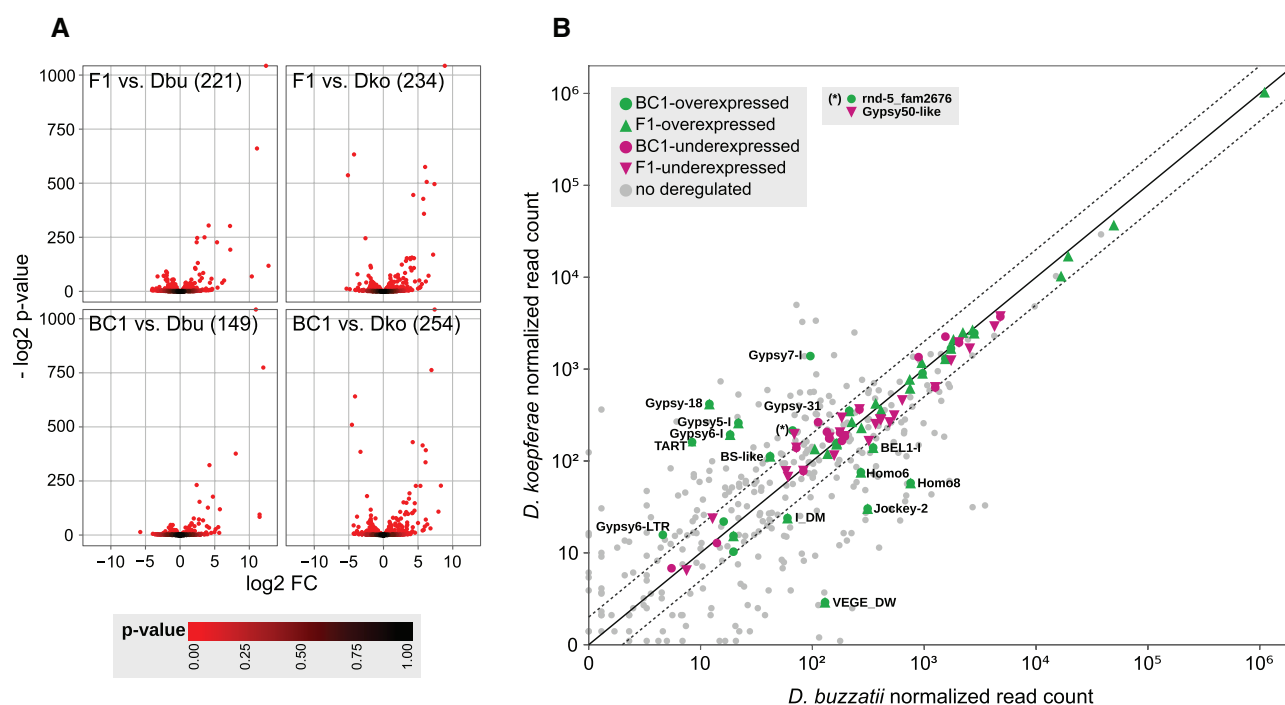 A
B
F1 vs. Dbu (221)
F1 vs. Dko (234)
BC1 vs. Dbu (149)
BC1 vs. Dko (254)
1000
750
500
250
0
1000
750
500
250
0
- log2 p-value
−10 −5 0 5 10
−10 −5 0 5 10
log2 FC
p-value
0.00 0.25 0.50 0.75 1.00
BC1-overexpressed
F1-overexpressed
BC1-underexpressed
F1-underexpressed
no deregulated
(*) rnd-5_fam2676
Gypsy50-like
Gypsy7-I
Gypsy-18
Gypsy-31
Gypsy5-I
Gypsy6-I
(*)
TART
BS-like
BEL1-I
Homo6
Homo8
Jockey-2
I_DM
Gypsy6-LTR
VEGE_DW
10⁶
10⁵
10⁴
10³
10²
10
0
D. koepferae normalized read count
0 10 10² 10³ 10⁴ 10⁵ 10⁶
D. buzzatii normalized read count